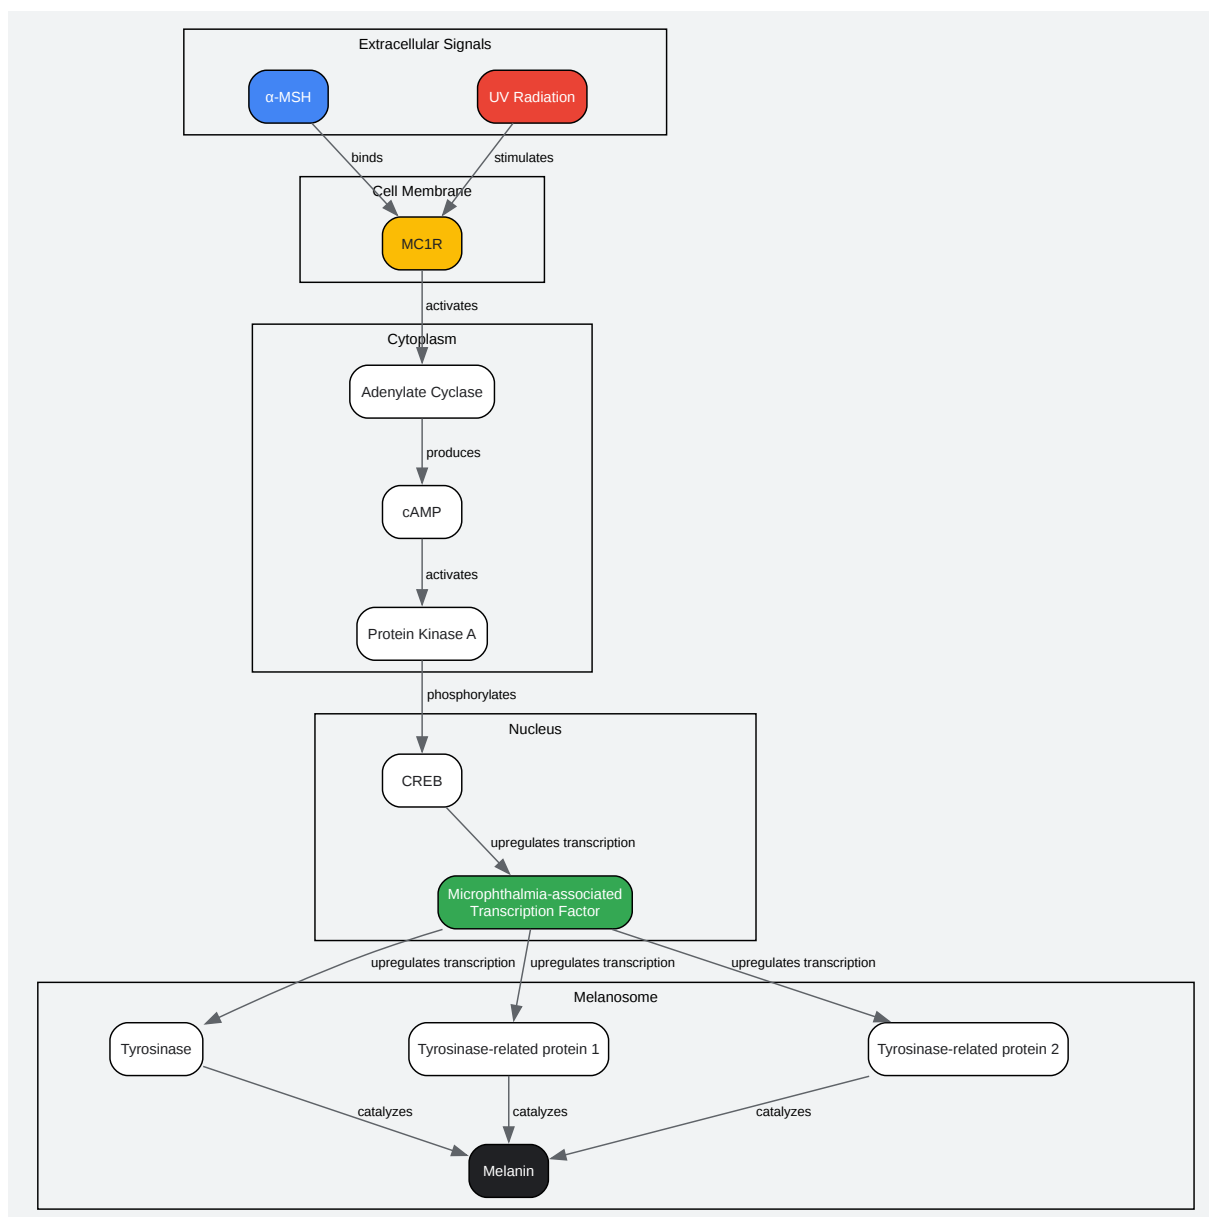 Extracellular Signals
α-MSH
UV Radiation
binds
stimulates
Cell Membrane
MC1R
activates
Cytoplasm
Adenylate Cyclase
produces
cAMP
activates
Protein Kinase A
phosphorylates
Nucleus
CREB
upregulates transcription
Microphthalmia-associated
Transcription Factor
upregulates transcription
upregulates transcription
upregulates transcription
Melanosome
Tyrosinase
Tyrosinase-related protein 1
Tyrosinase-related protein 2
catalyzes
catalyzes
catalyzes
Melanin